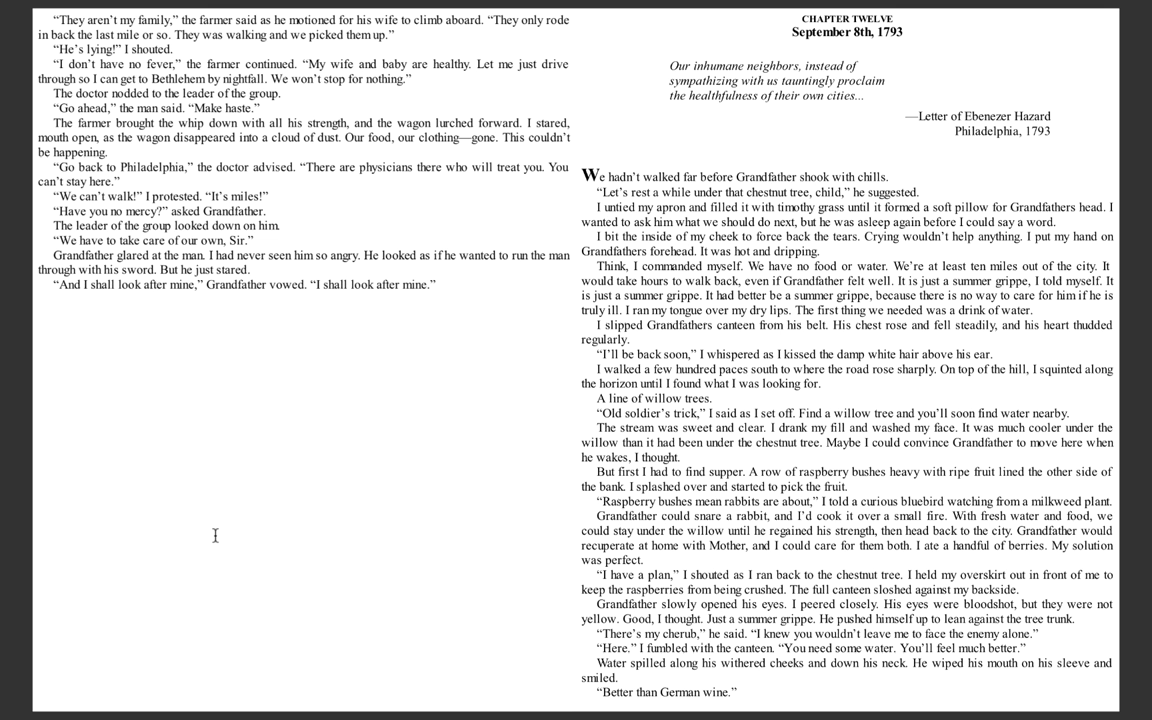 “They aren’t my family,” the farmer said as he motioned for his wife to climb aboard. “They only rode
in back the last mile or so. They was walking and we picked them up.”
“He’s lying!” I shouted.
“I don’t have no fever,” the farmer continued. “My wife and baby are healthy. Let me just drive
through so I can get to Bethlehem by nightfall. We won’t stop for nothing.”
The doctor nodded to the leader of the group.
“Go ahead,” the man said. “Make haste.”
The farmer brought the whip down with all his strength, and the wagon lurched forward. I stared,
mouth open, as the wagon disappeared into a cloud of dust. Our food, our clothing—gone. This couldn’t
be happening.
“Go back to Philadelphia,” the doctor advised. “There are physicians there who will treat you. You
can’t stay here.”
“We can’t walk!” I protested. “It’s miles!”
“Have you no mercy?” asked Grandfather.
The leader of the group looked down on him.
“We have to take care of our own, Sir.”
Grandfather glared at the man. I had never seen him so angry. He looked as if he wanted to run the man
through with his sword. But he just stared.
“And I shall look after mine,” Grandfather vowed. “I shall look after mine.”
CHAPTER TWELVE
September 8th, 1793
Our inhumane neighbors, instead of
sympathizing with us tauntingly proclaim
the healthfulness of their own cities...
—Letter of Ebenezer Hazard
Philadelphia, 1793
We hadn’t walked far before Grandfather shook with chills.
“Let’s rest a while under that chestnut tree, child,” he suggested.
I untied my apron and filled it with timothy grass until it formed a soft pillow for Grandfathers head. I
wanted to ask him what we should do next, but he was asleep again before I could say a word.
I bit the inside of my cheek to force back the tears. Crying wouldn’t help anything. I put my hand on
Grandfathers forehead. It was hot and dripping.
Think, I commanded myself. We have no food or water. We’re at least ten miles out of the city. It
would take hours to walk back, even if Grandfather felt well. It is just a summer grippe, I told myself. It
is just a summer grippe. It had better be a summer grippe, because there is no way to care for him if he is
truly ill. I ran my tongue over my dry lips. The first thing we needed was a drink of water.
I slipped Grandfathers canteen from his belt. His chest rose and fell steadily, and his heart thudded
regularly.
“I’ll be back soon,” I whispered as I kissed the damp white hair above his ear.
I walked a few hundred paces south to where the road rose sharply. On top of the hill, I squinted along
the horizon until I found what I was looking for.
A line of willow trees.
“Old soldier’s trick,” I said as I set off. Find a willow tree and you’ll soon find water nearby.
The stream was sweet and clear. I drank my fill and washed my face. It was much cooler under the
willow than it had been under the chestnut tree. Maybe I could convince Grandfather to move here when
he wakes, I thought.
But first I had to find supper. A row of raspberry bushes heavy with ripe fruit lined the other side of
the bank. I splashed over and started to pick the fruit.
“Raspberry bushes mean rabbits are about,” I told a curious bluebird watching from a milkweed plant.
Grandfather could snare a rabbit, and I’d cook it over a small fire. With fresh water and food, we
could stay under the willow until he regained his strength, then head back to the city. Grandfather would
recuperate at home with Mother, and I could care for them both. I ate a handful of berries. My solution
was perfect.
“I have a plan,” I shouted as I ran back to the chestnut tree. I held my overskirt out in front of me to
keep the raspberries from being crushed. The full canteen sloshed against my backside.
Grandfather slowly opened his eyes. I peered closely. His eyes were bloodshot, but they were not
yellow. Good, I thought. Just a summer grippe. He pushed himself up to lean against the tree trunk.
“There’s my cherub,” he said. “I knew you wouldn’t leave me to face the enemy alone.”
“Here.” I fumbled with the canteen. “You need some water. You’ll feel much better.”
Water spilled along his withered cheeks and down his neck. He wiped his mouth on his sleeve and
smiled.
“Better than German wine.”